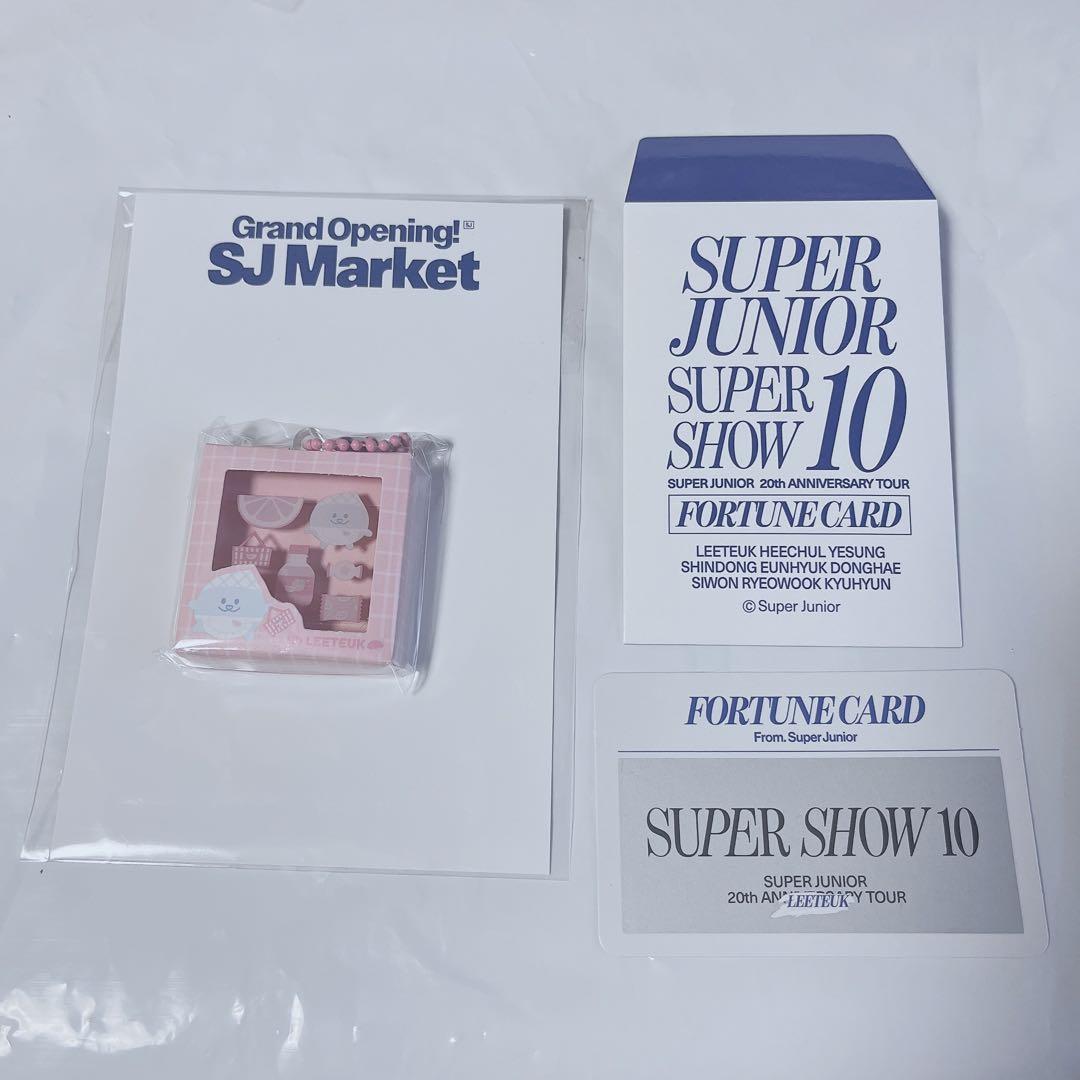 Grand Opening! SJ
SJ Market
LEETEUK
SUPER
JUNIOR
SUPER
SHOW 10
SUPER JUNIOR 20th ANNIVERSARY TOUR
FORTUNE CARD
LEETEUK HEECHUL YESUNG
SHINDONG EUNHYUK DONGHAE
SIWON RYEOWOOK KYUHYUN
© Super Junior
FORTUNE CARD
From. Super Junior
SUPER SHOW 10
SUPER JUNIOR
20th ANNIVERSARY TOUR
-LEETEUK-